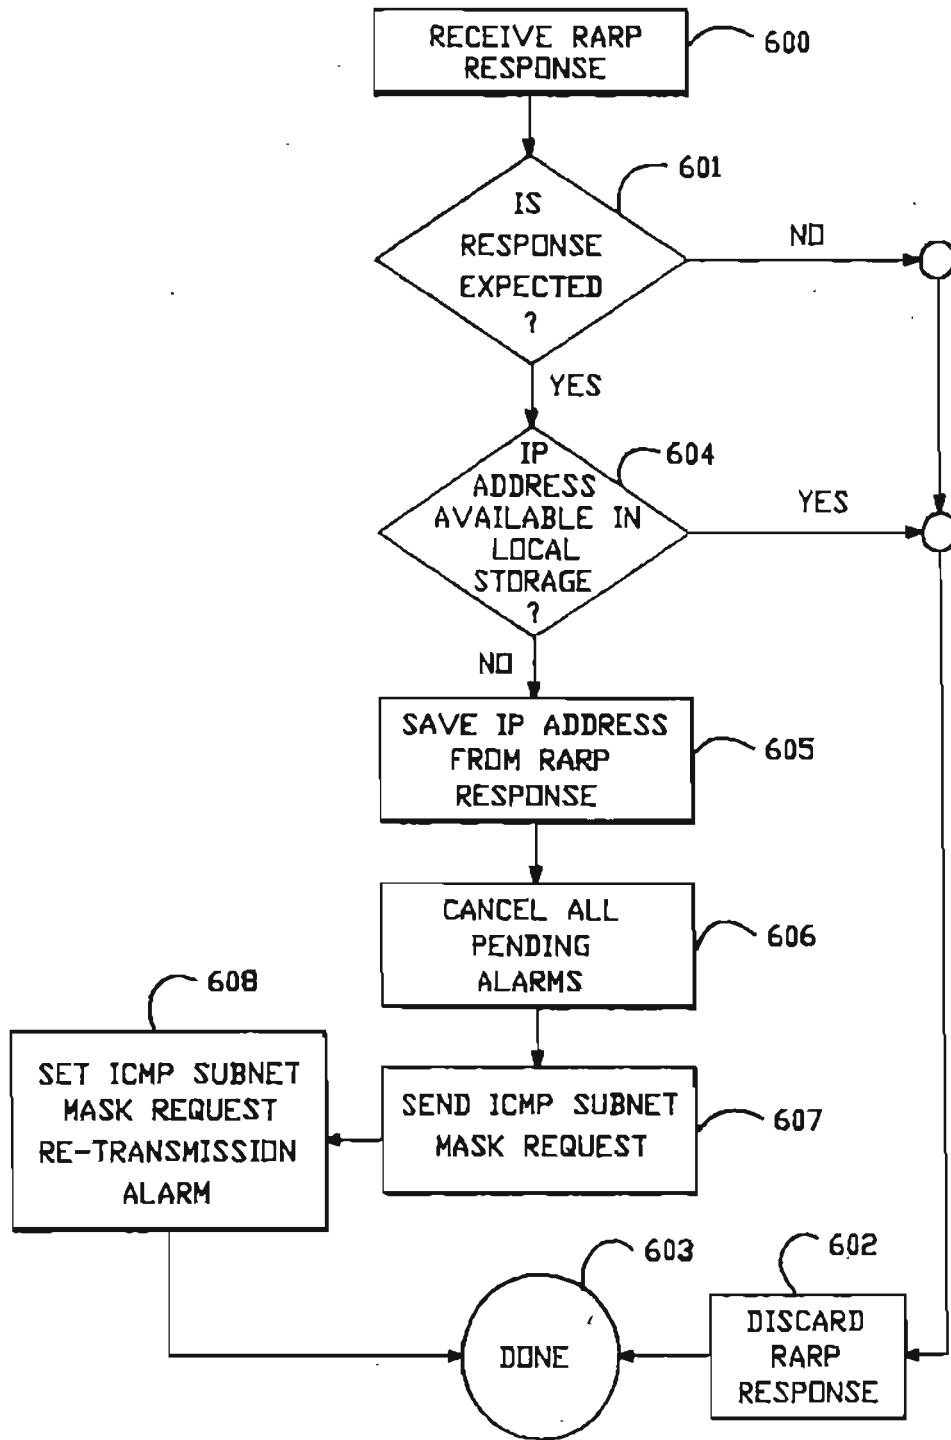 RECEIVE RARP
RESPONSE
600
601
IS
RESPONSE
EXPECTED
?
NO
YES
604
IP
ADDRESS
AVAILABLE IN
LOCAL
STORAGE
?
YES
NO
SAVE IP ADDRESS
FROM RARP
RESPONSE
605
CANCEL ALL
PENDING
ALARMS
606
608
SET ICMP SUBNET
MASK REQUEST
RE-TRANSMISSION
ALARM
SEND ICMP SUBNET
MASK REQUEST
607
603
DONE
602
DISCARD
RARP
RESPONSE